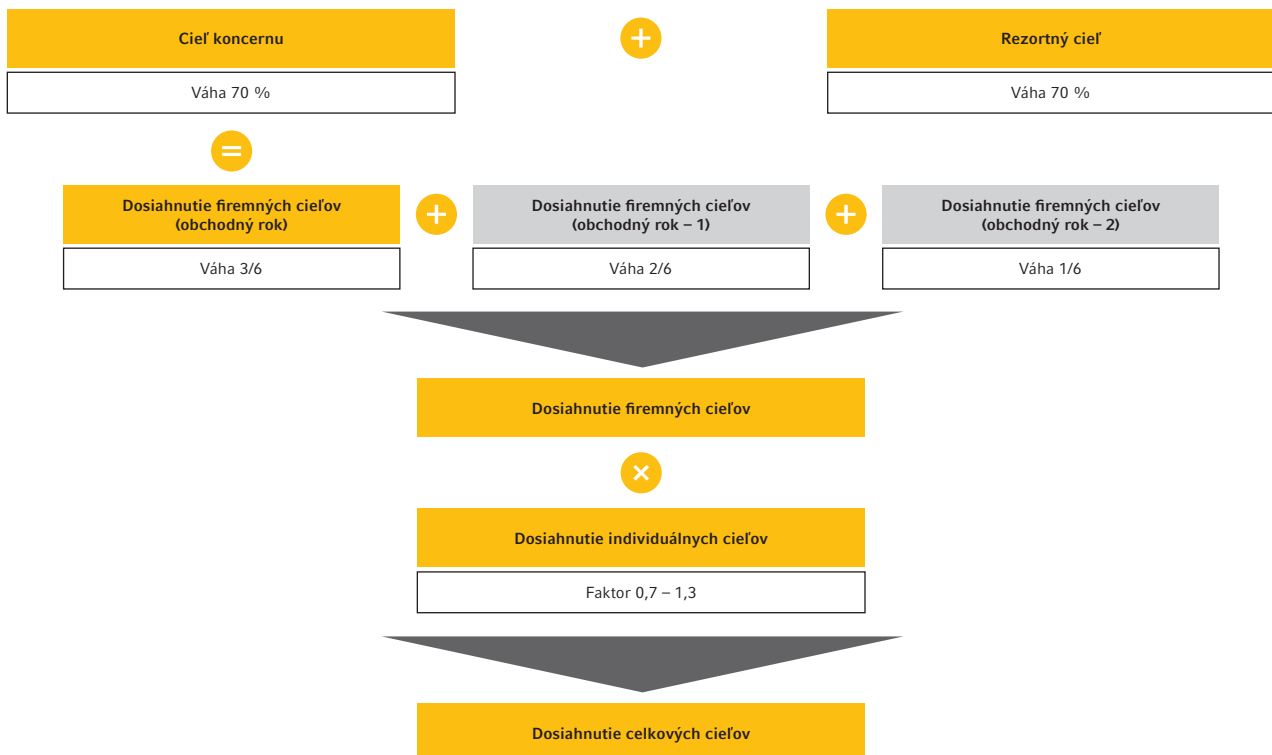 Cieľ koncernu
+
Rezortný cieľ
Váha 70 %
Váha 70 %
=
Dosiahnutie firemných cieľov
(obchodný rok)
+
Dosiahnutie firemných cieľov
(obchodný rok – 1)
+
Dosiahnutie firemných cieľov
(obchodný rok – 2)
Váha 3/6
Váha 2/6
Váha 1/6
Dosiahnutie firemných cieľov
×
Dosiahnutie individuálnych cieľov
Faktor 0,7 – 1,3
Dosiahnutie celkových cieľov